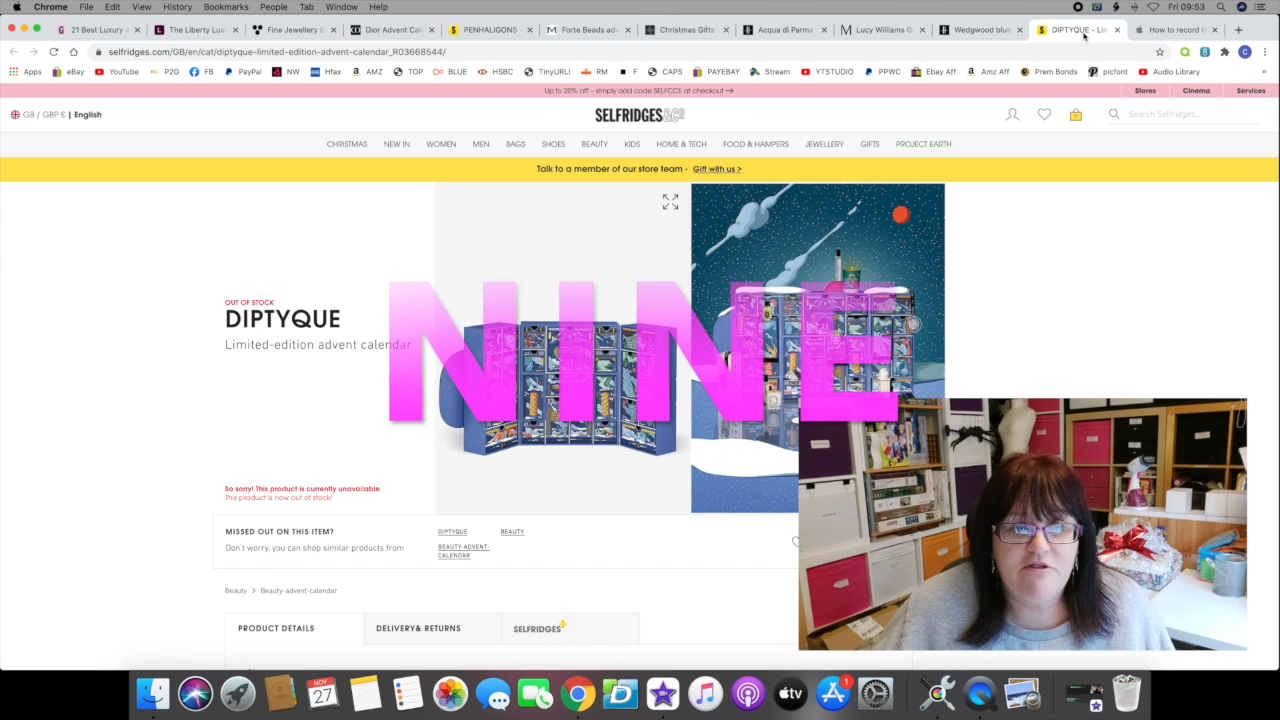 Chrome File Edit View History Bookmarks People Tab Window Help Fri 09:53
21 Best Luxury A The Liberty Lux Fine Jewellery E Dior Advent Cale PENHALIGONS Forte Beads adv Christmas Gifts Acqua di Parma Lucy Williams G Wedgwood blue DIPTYQUE - Lim How to record t
selfridges.com/GB/en/cat/diptyque-limited-edition-advent-calendar_R03668544/
Apps eBay YouTube P2G FB PayPal NW Hfax AMZ TOP BLUE HSBC TinyURL! RM F CAPS PAYEBAY Stream YTSTUDIO PPWC Ebay Aff Amz Aff Prem Bonds picfont Audio Library »
Up to 20% off – simply add code SELFCCE at checkout →
Stores Cinema Services
GB / GBP £ | English
SELFRIDGES&CO
Search Selfridges...
CHRISTMAS NEW IN WOMEN MEN BAGS SHOES BEAUTY KIDS HOME & TECH FOOD & HAMPERS JEWELLERY GIFTS PROJECT EARTH
Talk to a member of our store team - Gift with us >
OUT OF STOCK
DIPTYQUE
Limited-edition advent calendar
NINE
So sorry! This product is currently unavailable
This product is now out of stock!
MISSED OUT ON THIS ITEM?
Don't worry, you can shop similar products from
DIPTYQUE BEAUTY
BEAUTY-ADVENT-
CALENDAR
Beauty > Beauty-advent-calendar
PRODUCT DETAILS DELIVERY& RETURNS SELFRIDGES+
NOV
27
1